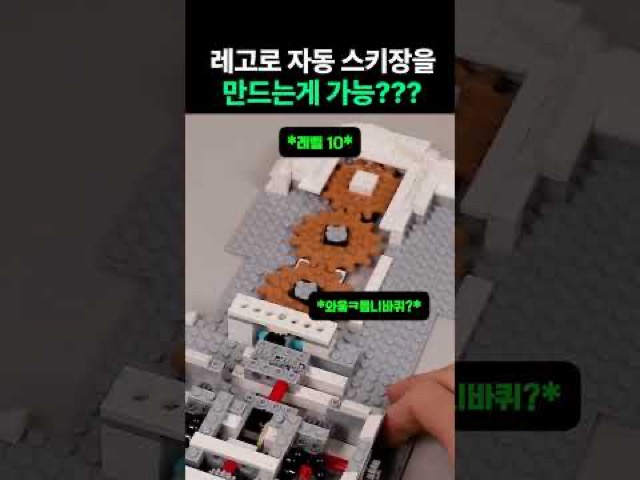 레고로 자동 스키장을
만드는게 가능???
*레벨 10*
*와우ㅋ톱니바퀴?*
니바퀴?*